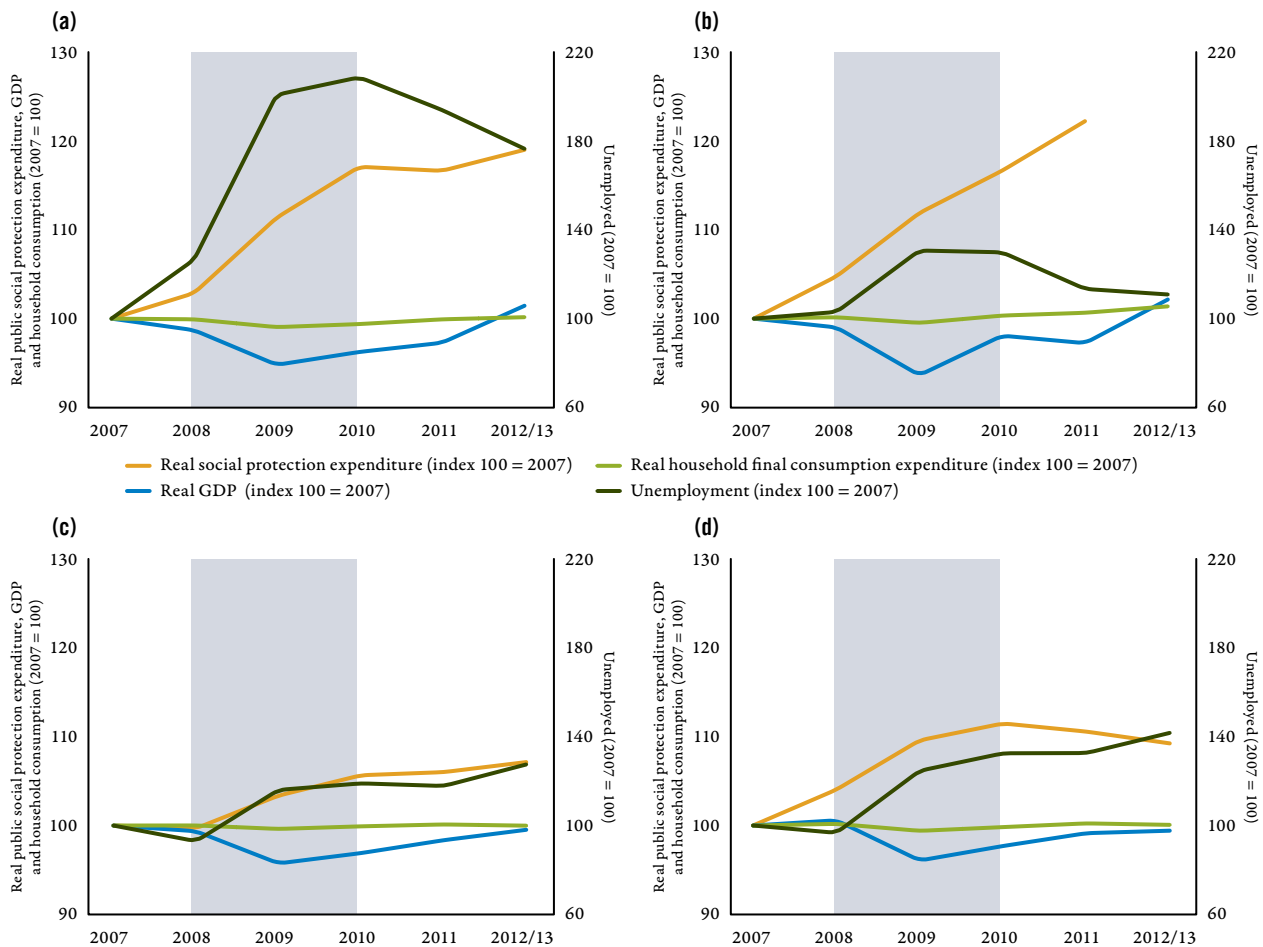 (a)
130
120
110
100
90
Real public social protection expenditure, GDP
and household consumption (2007 = 100)
220
180
140
100
60
Unemployed (2007 = 100)
2007 2008 2009 2010 2011 2012/13
(b)
130
120
110
100
90
Real public social protection expenditure, GDP
and household consumption (2007 = 100)
220
180
140
100
60
Unemployed (2007 = 100)
2007 2008 2009 2010 2011 2012/13
Real social protection expenditure (index 100 = 2007)
Real household final consumption expenditure (index 100 = 2007)
Real GDP (index 100 = 2007)
Unemployment (index 100 = 2007)
(c)
130
120
110
100
90
Real public social protection expenditure, GDP
and household consumption (2007 = 100)
220
180
140
100
60
Unemployed (2007 = 100)
2007 2008 2009 2010 2011 2012/13
(d)
130
120
110
100
90
Real public social protection expenditure, GDP
and household consumption (2007 = 100)
220
180
140
100
60
Unemployed (2007 = 100)
2007 2008 2009 2010 2011 2012/13